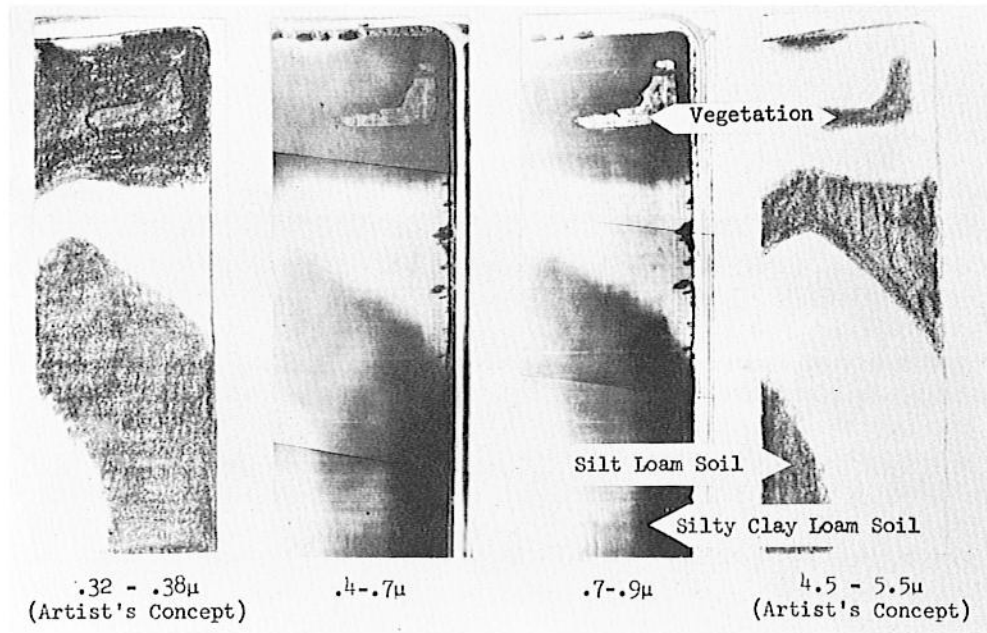 Vegetation
Silt Loam Soil
Silty Clay Loam Soil
.32 - .38μ
(Artist's Concept)
.4-.7μ
.7-.9μ
4.5 - 5.5μ
(Artist's Concept)